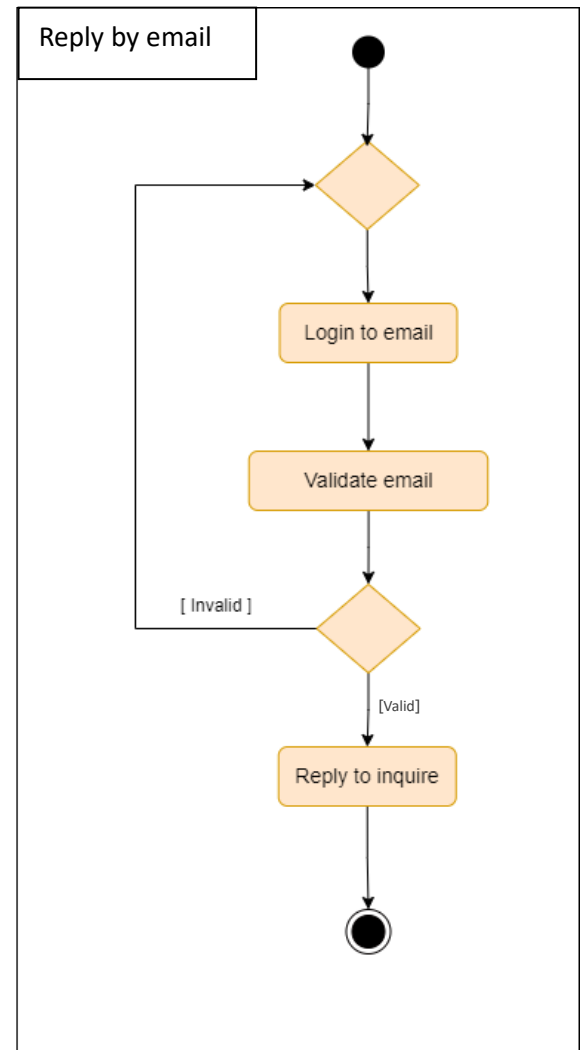 Reply by email
Login to email
Validate email
[ Invalid ]
[Valid]
Reply to inquire